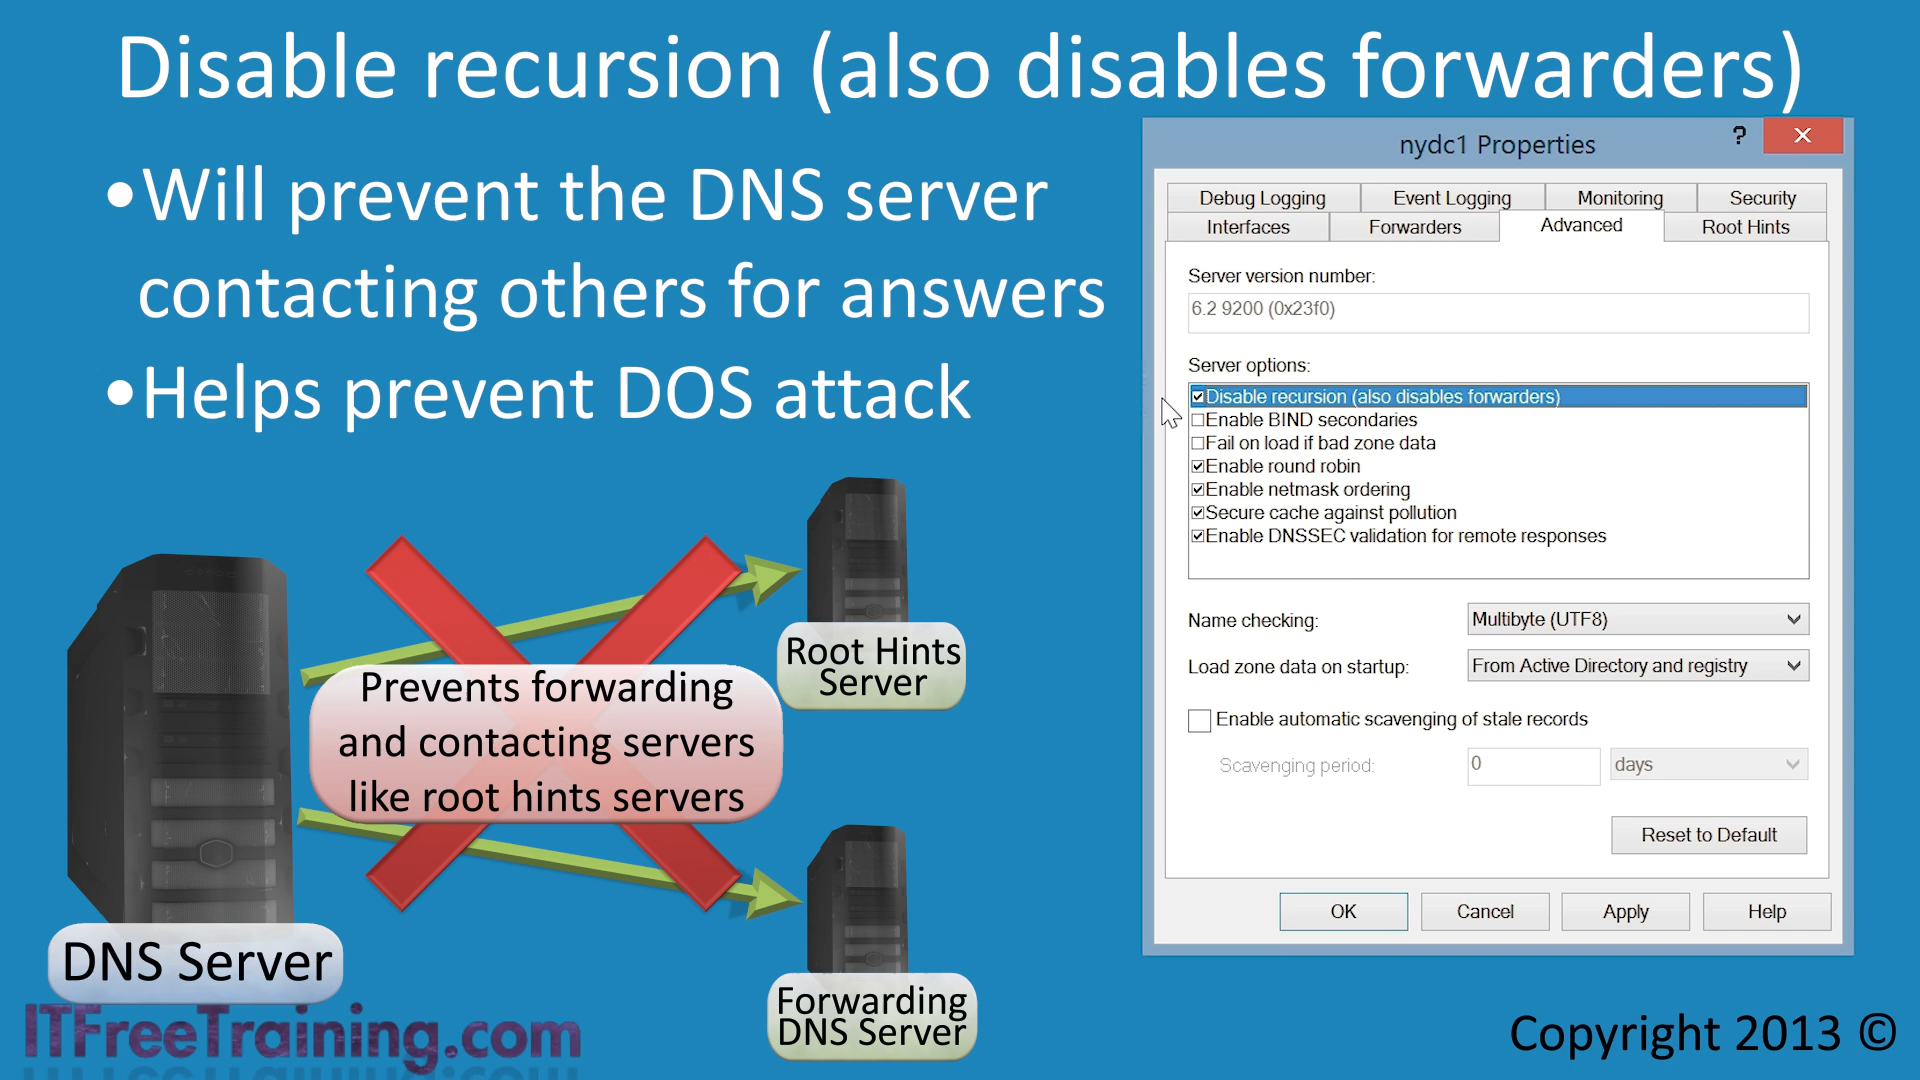 Disable recursion (also disables forwarders)
•Will prevent the DNS server
contacting others for answers
•Helps prevent DOS attack
Root Hints
Server
Prevents forwarding
and contacting servers
like root hints servers
DNS Server
Forwarding
DNS Server
ITFreeTraining.com
nydc1 Properties
?
Debug Logging Event Logging Monitoring Security
Interfaces Forwarders Advanced Root Hints
Server version number:
6.2 9200 (0x23f0)
Server options:
Disable recursion (also disables forwarders)
Enable BIND secondaries
Fail on load if bad zone data
Enable round robin
Enable netmask ordering
Secure cache against pollution
Enable DNSSEC validation for remote responses
Name checking: Multibyte (UTF8)
Load zone data on startup: From Active Directory and registry
Enable automatic scavenging of stale records
Scavenging period: 0 days
Reset to Default
OK Cancel Apply Help
Copyright 2013 ©